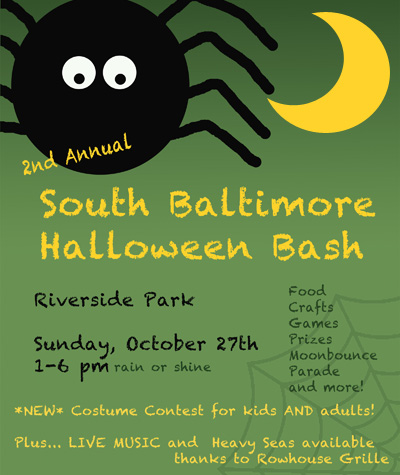 2nd Annual
South Baltimore
Halloween Bash
Riverside Park
Sunday, October 27th
1-6 pm rain or shine
Food
Crafts
Games
Prizes
Moonbounce
Parade
and more!
*NEW* Costume Contest for kids AND adults!
Plus... LIVE MUSIC and Heavy Seas available
thanks to Rowhouse Grille